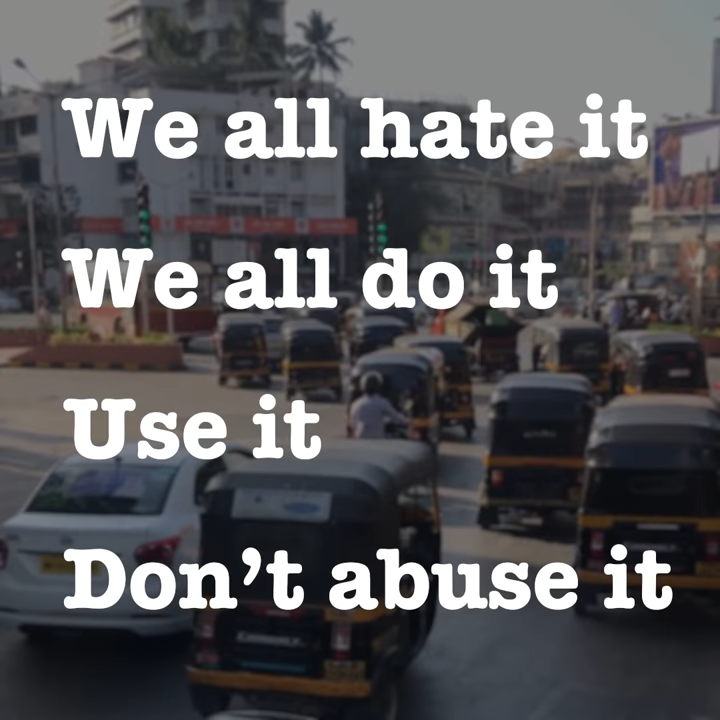 We all hate it
We all do it
Use it
Don’t abuse it